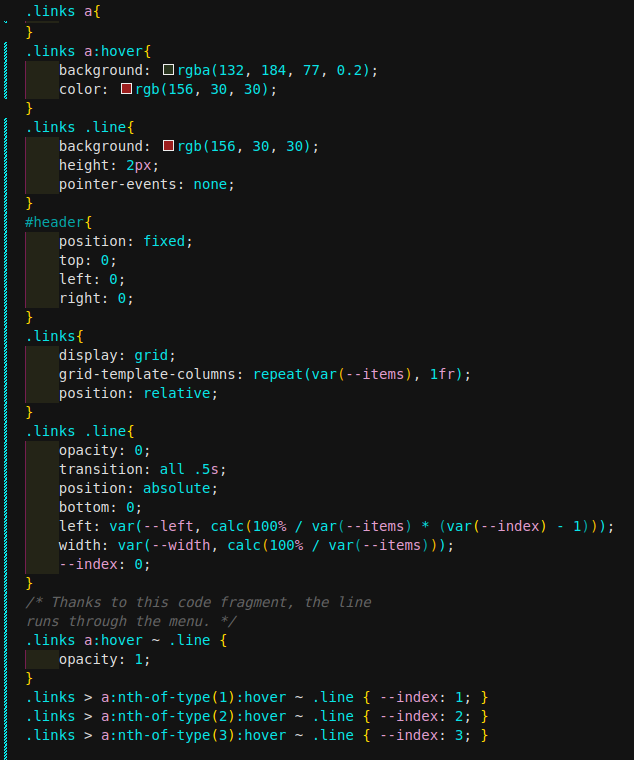 .links a{
}
.links a:hover{
    background: rgba(132, 184, 77, 0.2);
    color: rgb(156, 30, 30);
}
.links .line{
    background: rgb(156, 30, 30);
    height: 2px;
    pointer-events: none;
}
#header{
    position: fixed;
    top: 0;
    left: 0;
    right: 0;
}
.links{
    display: grid;
    grid-template-columns: repeat(var(--items), 1fr);
    position: relative;
}
.links .line{
    opacity: 0;
    transition: all .5s;
    position: absolute;
    bottom: 0;
    left: var(--left, calc(100% / var(--items) * (var(--index) - 1)));
    width: var(--width, calc(100% / var(--items)));
    --index: 0;
}
/* Thanks to this code fragment, the line
runs through the menu. */
.links a:hover ~ .line {
    opacity: 1;
}
.links > a:nth-of-type(1):hover ~ .line { --index: 1; }
.links > a:nth-of-type(2):hover ~ .line { --index: 2; }
.links > a:nth-of-type(3):hover ~ .line { --index: 3; }